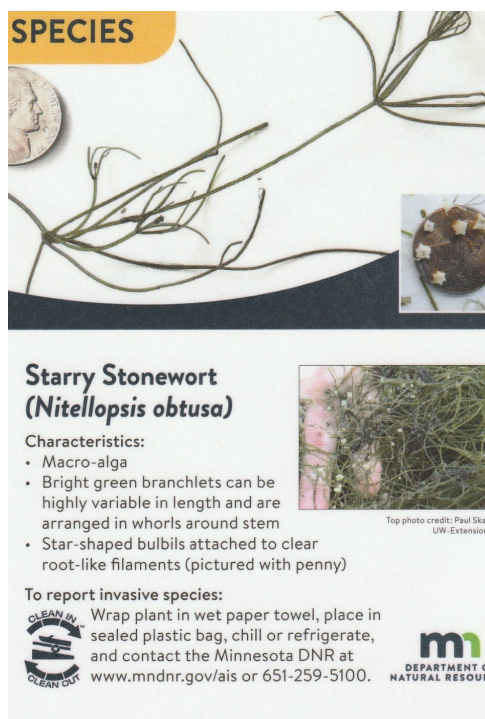 SPECIES
Starry Stonewort
(Nitellopsis obtusa)
Characteristics:
• Macro-alga
• Bright green branchlets can be
highly variable in length and are
arranged in whorls around stem
• Star-shaped bulbils attached to clear
root-like filaments (pictured with penny)
Top photo credit: Paul Ska
UW-Extension
To report invasive species:
CLEAN IN
CLEAN OUT
Wrap plant in wet paper towel, place in
sealed plastic bag, chill or refrigerate,
and contact the Minnesota DNR at
www.mndnr.gov/ais or 651-259-5100.
mn
DEPARTMENT O
NATURAL RESOUR